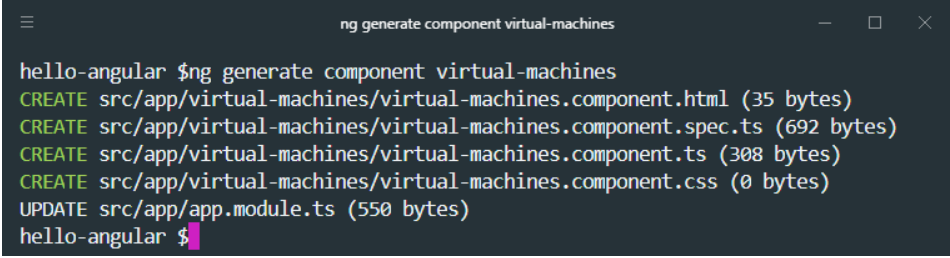 ng generate component virtual-machines
hello-angular $ng generate component virtual-machines
CREATE src/app/virtual-machines/virtual-machines.component.html (35 bytes)
CREATE src/app/virtual-machines/virtual-machines.component.spec.ts (692 bytes)
CREATE src/app/virtual-machines/virtual-machines.component.ts (308 bytes)
CREATE src/app/virtual-machines/virtual-machines.component.css (0 bytes)
UPDATE src/app/app.module.ts (550 bytes)
hello-angular $